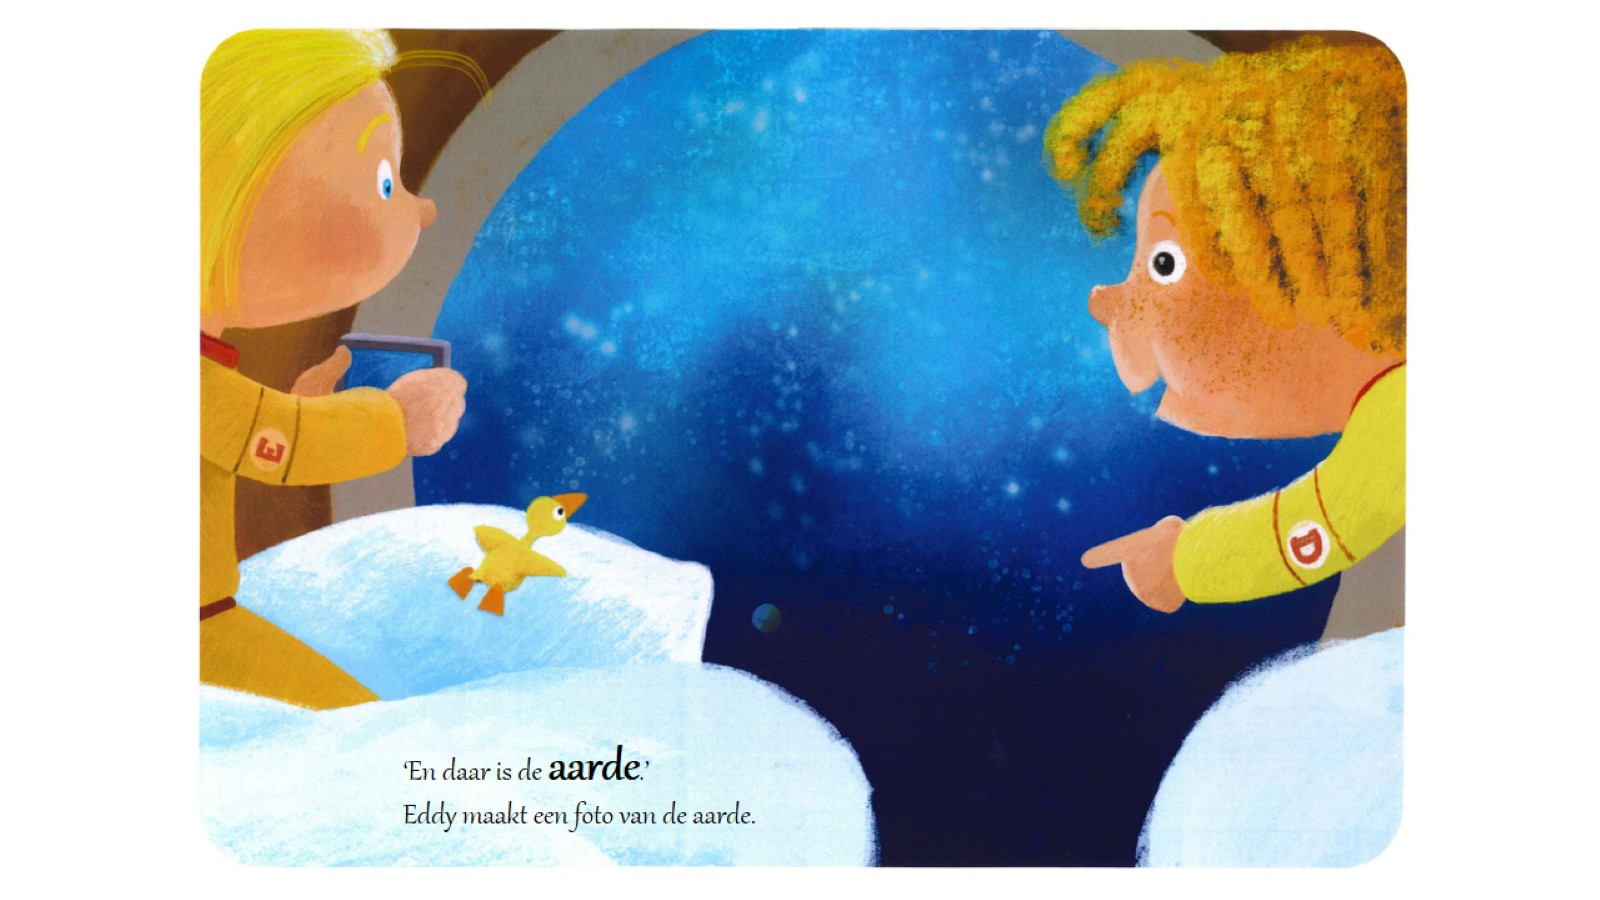 E
D
‘En daar is de aarde.’
Eddy maakt een foto van de aarde.